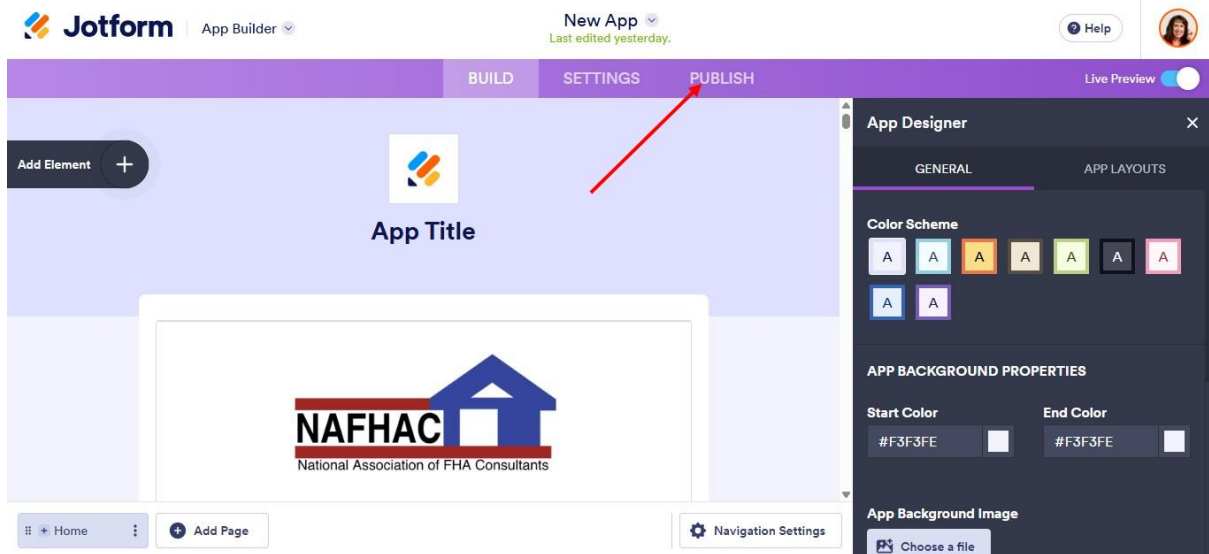 Jotform App Builder
New App
Last edited yesterday.
Help
BUILD SETTINGS PUBLISH
Live Preview
Add Element +
App Title
NAFHAC
National Association of FHA Consultants
Home
Add Page
Navigation Settings
App Designer
GENERAL APP LAYOUTS
Color Scheme
A A A A A A A
A A
APP BACKGROUND PROPERTIES
Start Color End Color
#F3F3FE #F3F3FE
App Background Image
Choose a file